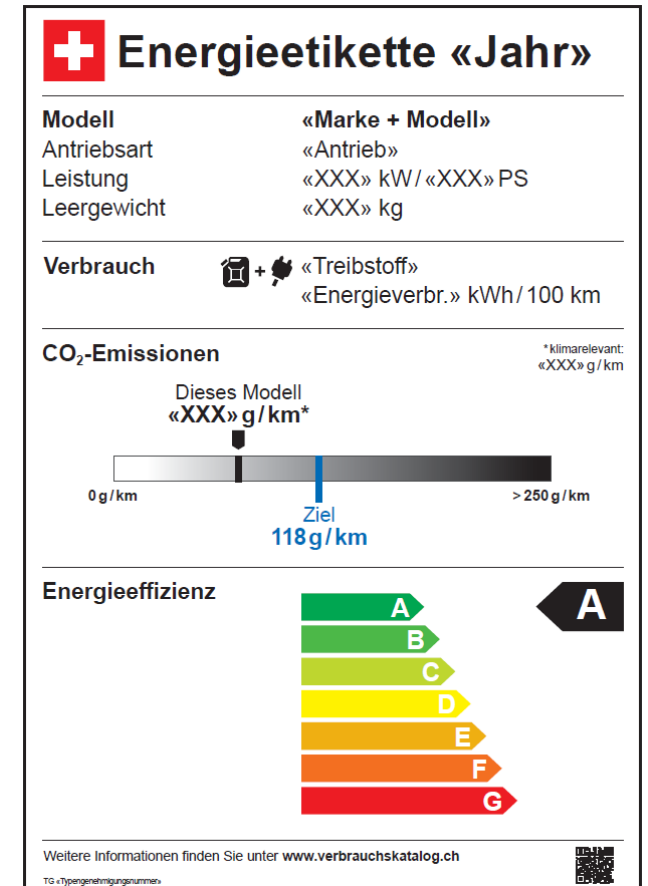 Energieetikette «Jahr»
Modell «Marke + Modell»
Antriebsart «Antrieb»
Leistung «XXX» kW/«XXX» PS
Leergewicht «XXX» kg
Verbrauch + «Treibstoff»
«Energieverbr.» kWh/100 km
CO₂-Emissionen *klimarelevant:
«XXX» g/km
Dieses Modell
«XXX» g/km*
0 g/km > 250 g/km
Ziel
118 g/km
Energieeffizienz A
A
B
C
D
E
F
G
Weitere Informationen finden Sie unter www.verbrauchskatalog.ch
TG «Typengenehmigungsnummer»